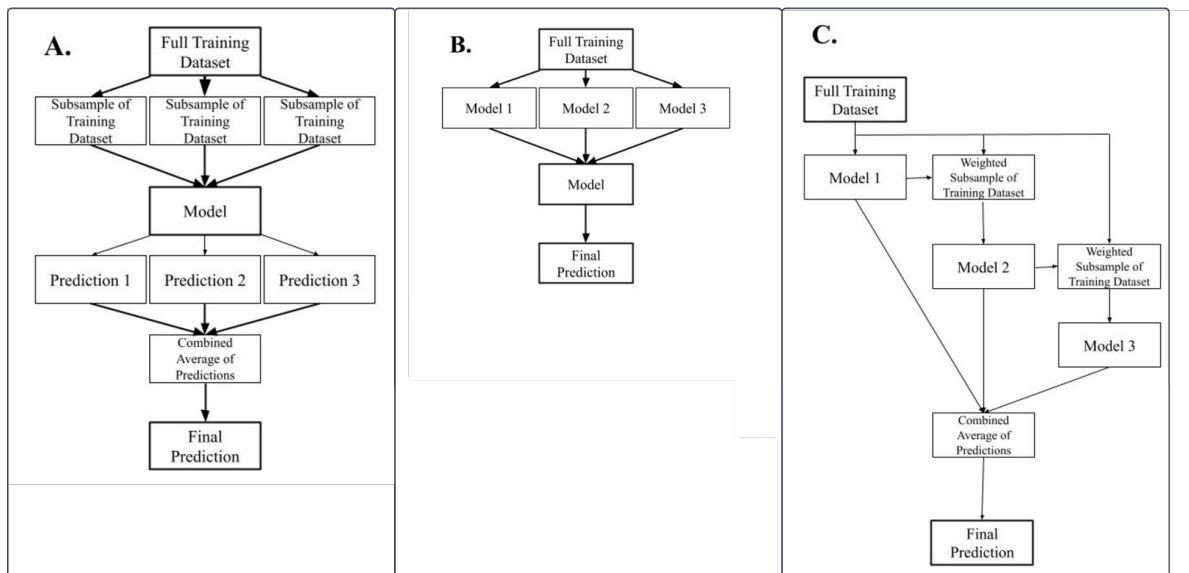 A.
Full Training
Dataset
Subsample of
Training
Dataset
Subsample of
Training
Dataset
Subsample of
Training
Dataset
Model
Prediction 1
Prediction 2
Prediction 3
Combined
Average of
Predictions
Final
Prediction
B.
Full Training
Dataset
Model 1
Model 2
Model 3
Model
Final
Prediction
C.
Full Training
Dataset
Model 1
Weighted
Subsample of
Training Dataset
Model 2
Weighted
Subsample of
Training Dataset
Model 3
Combined
Average of
Predictions
Final
Prediction